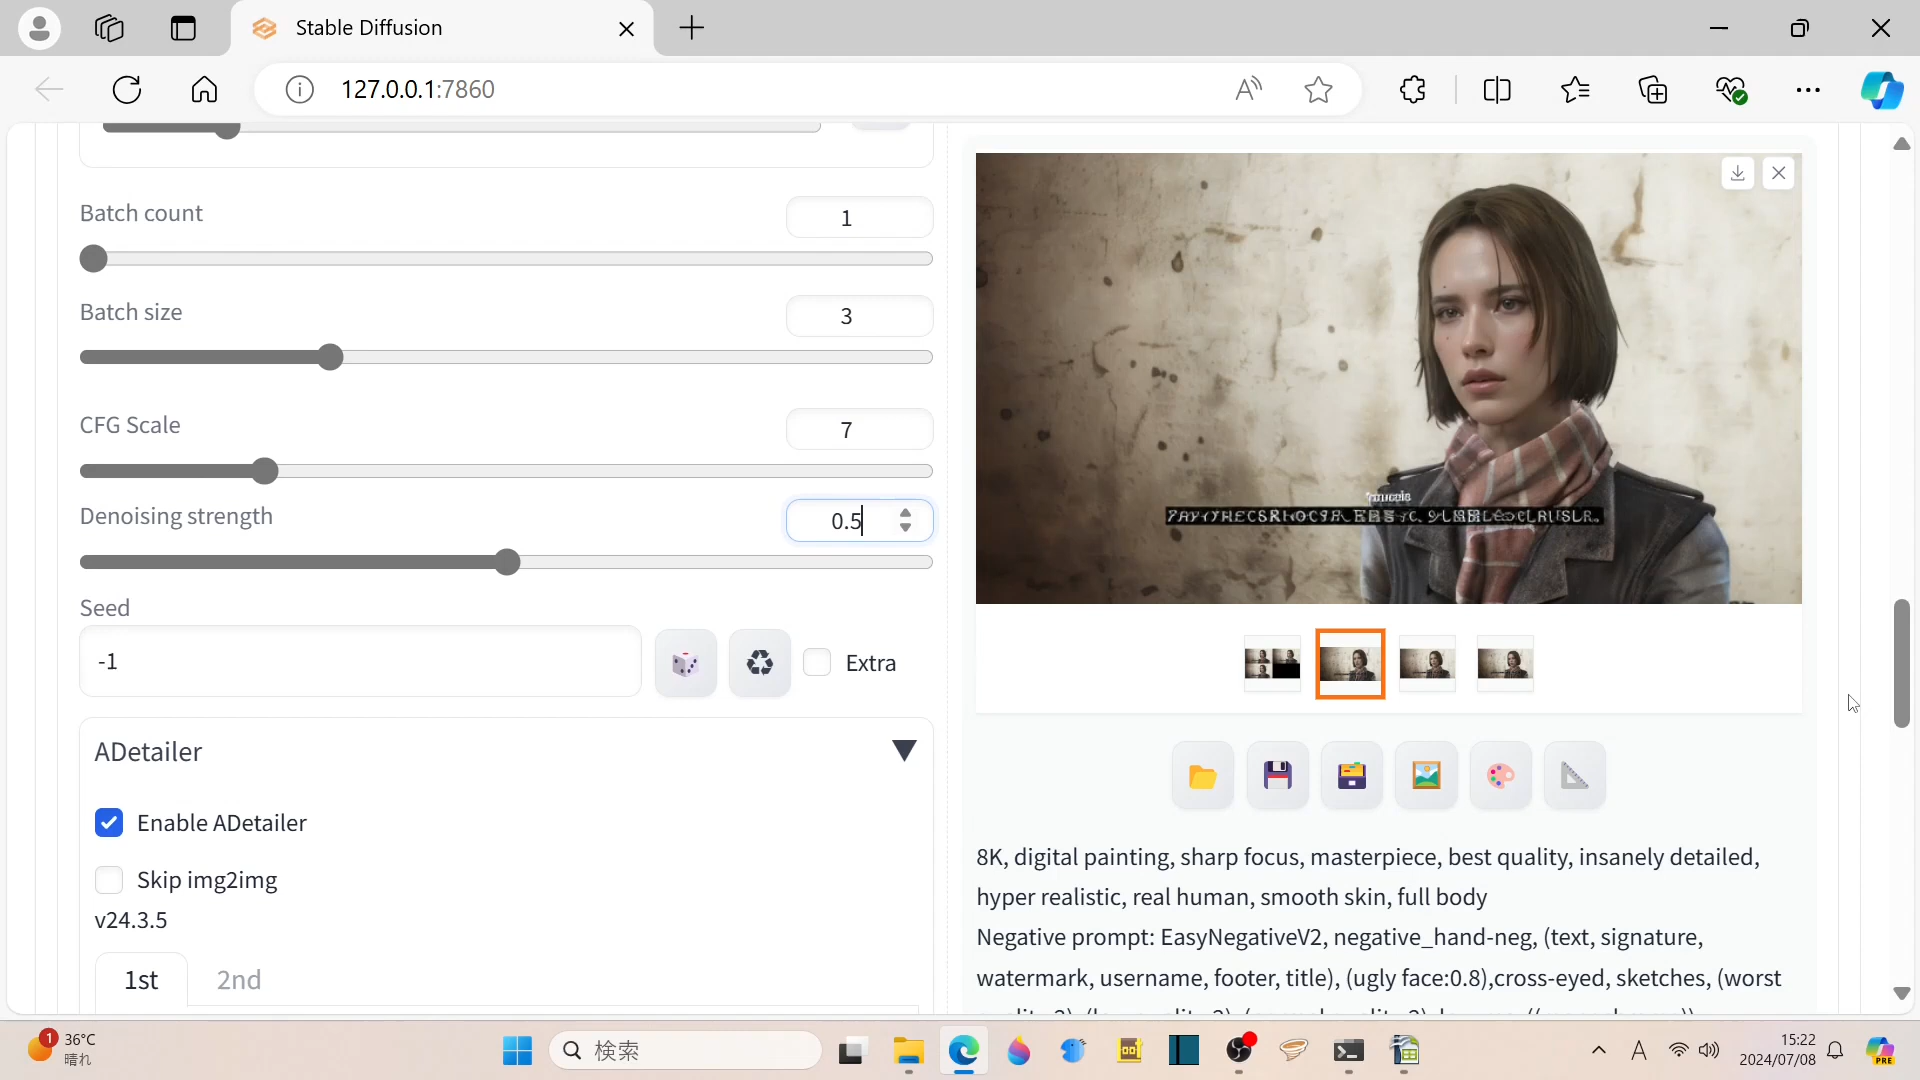 Stable Diffusion
127.0.0.1:7860
Batch count
1
Batch size
3
CFG Scale
7
Denoising strength
0.5
Seed
-1
Extra
ADetailer
Enable ADetailer
Skip img2img
v24.3.5
1st
2nd
8K, digital painting, sharp focus, masterpiece, best quality, insanely detailed,
hyper realistic, real human, smooth skin, full body
Negative prompt: EasyNegativeV2, negative_hand-neg, (text, signature,
watermark, username, footer, title), (ugly face:0.8),cross-eyed, sketches, (worst
1
36°C
晴れ
検索
A
15:22
2024/07/08
PRE